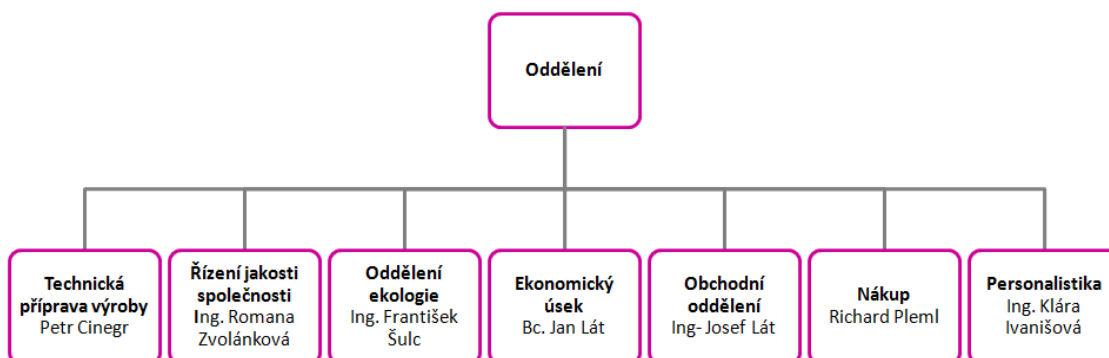 Oddělení
Technická
příprava výroby
Petr Cinegr
Řízení jakosti
společnosti
Ing. Romana
Zvolánková
Oddělení
ekologie
Ing. František
Šulc
Ekonomický
úsek
Bc. Jan Lát
Obchodní
oddělení
Ing- Josef Lát
Nákup
Richard Pleml
Personalistika
Ing. Klára
Ivanišová